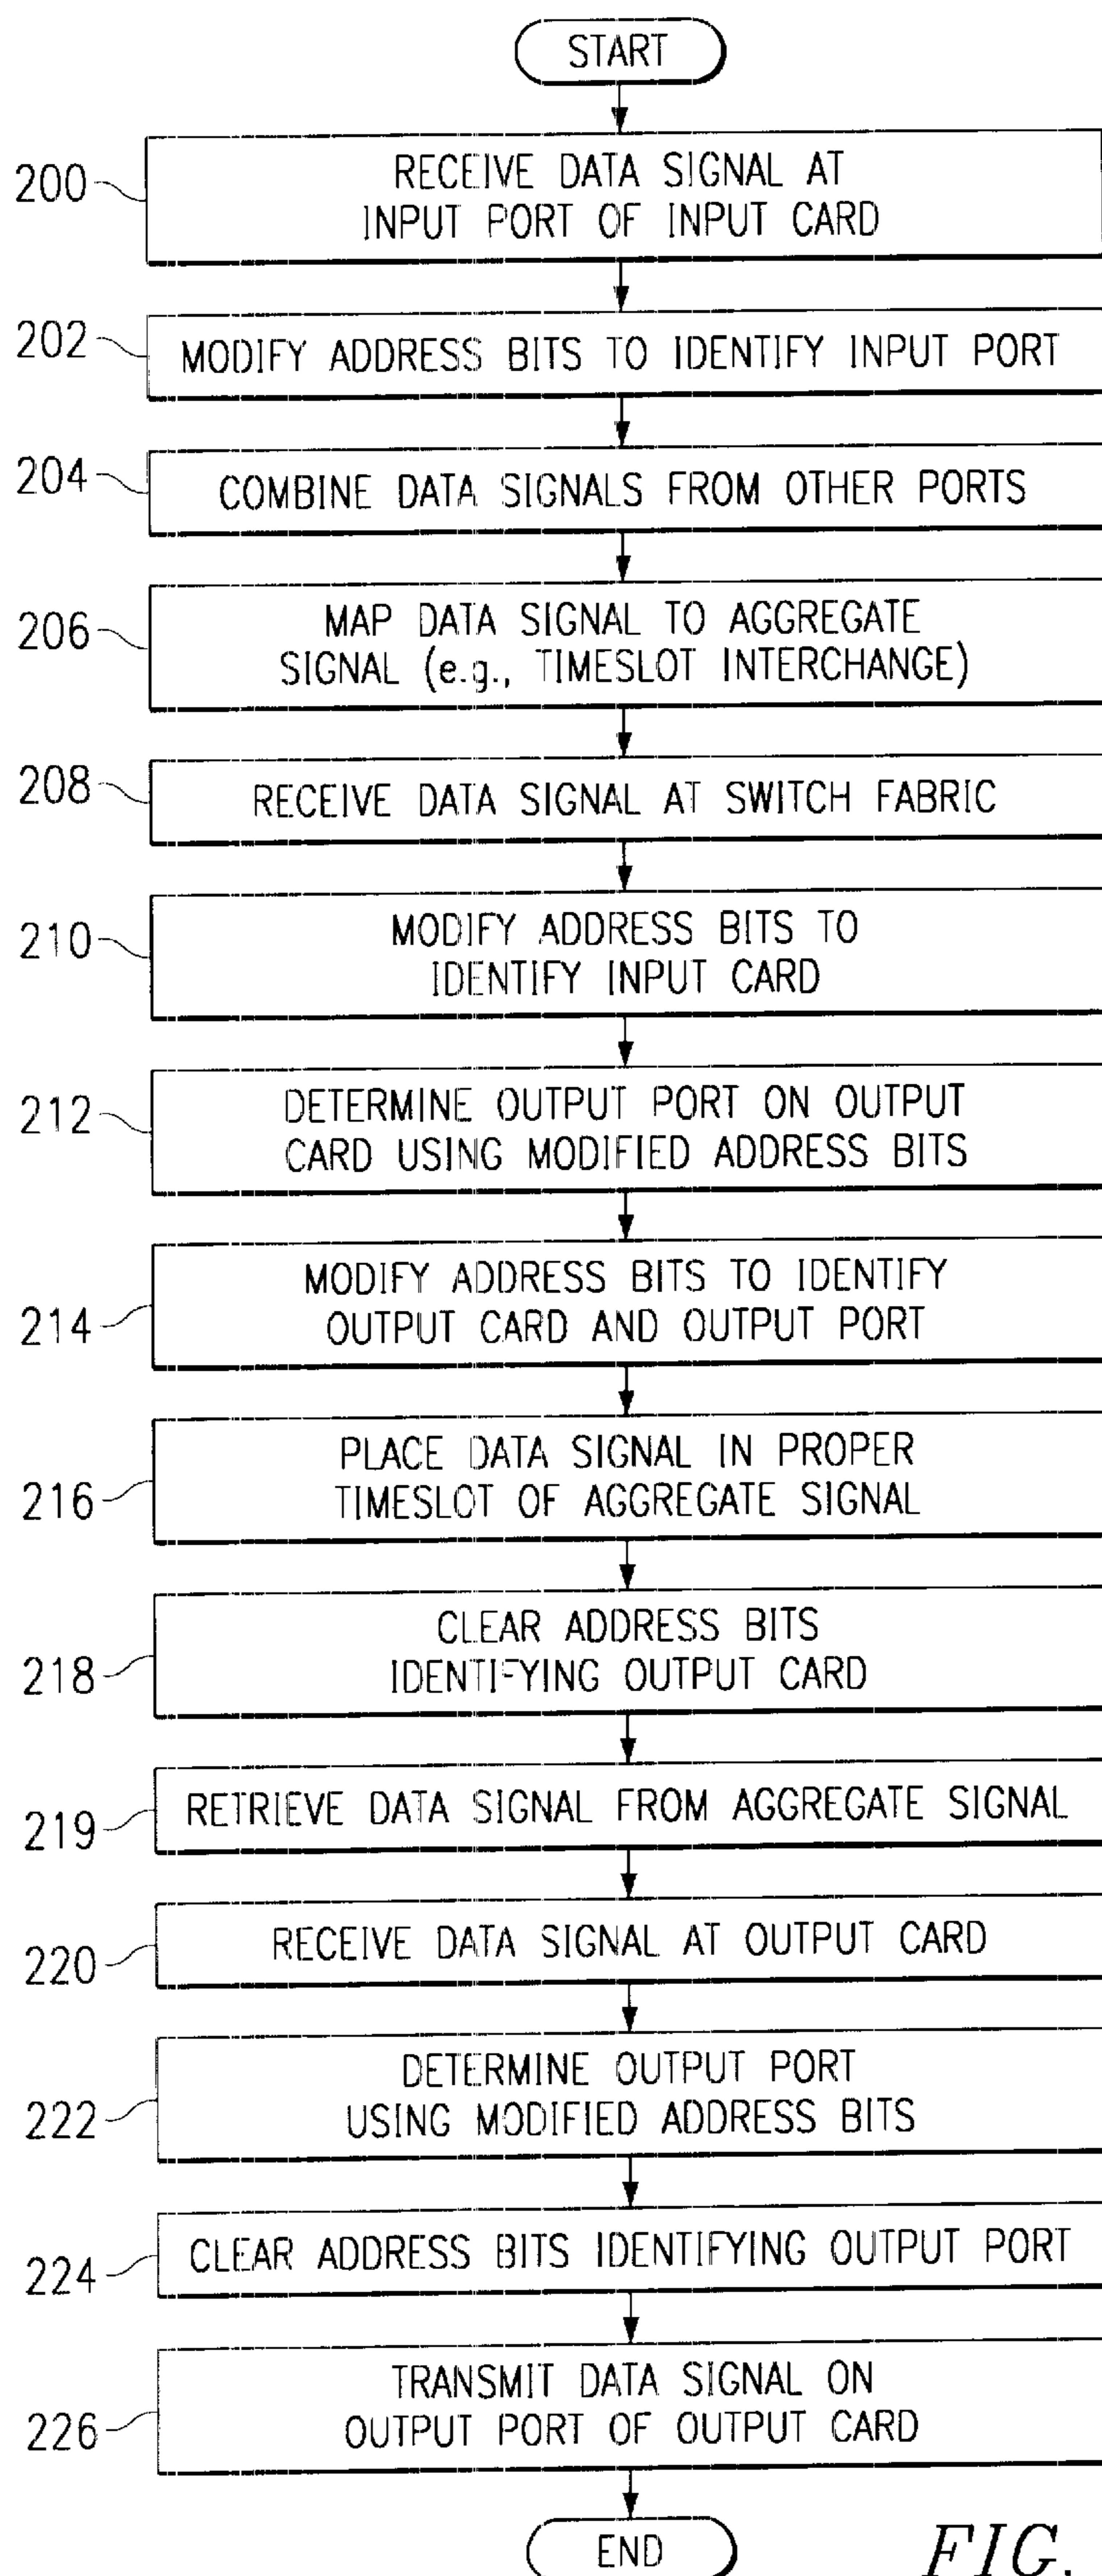 START
200
RECEIVE DATA SIGNAL AT
INPUT PORT OF INPUT CARD
202
MODIFY ADDRESS BITS TO IDENTIFY INPUT PORT
204
COMBINE DATA SIGNALS FROM OTHER PORTS
206
MAP DATA SIGNAL TO AGGREGATE
SIGNAL (e.g., TIMESLOT INTERCHANGE)
208
RECEIVE DATA SIGNAL AT SWITCH FABRIC
210
MODIFY ADDRESS BITS TO
IDENTIFY INPUT CARD
212
DETERMINE OUTPUT PORT ON OUTPUT
CARD USING MODIFIED ADDRESS BITS
214
MODIFY ADDRESS BITS TO IDENTIFY
OUTPUT CARD AND OUTPUT PORT
216
PLACE DATA SIGNAL IN PROPER
TIMESLOT OF AGGREGATE SIGNAL
218
CLEAR ADDRESS BITS
IDENTIFYING OUTPUT CARD
219
RETRIEVE DATA SIGNAL FROM AGGREGATE SIGNAL
220
RECEIVE DATA SIGNAL AT OUTPUT CARD
222
DETERMINE OUTPUT PORT
USING MODIFIED ADDRESS BITS
224
CLEAR ADDRESS BITS IDENTIFYING OUTPUT PORT
226
TRANSMIT DATA SIGNAL ON
OUTPUT PORT OF OUTPUT CARD
END
FIG.